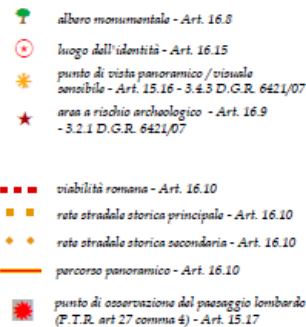 albero monumentale - Art. 16.8
luogo dell'identità - Art. 16.15
punto di vista panoramico / visuale
sensibile - Art. 15.16 - 3.4.3 D.G.R. 6421/07
area a rischio archeologico - Art. 16.9
- 3.2.1 D.G.R. 6421/07
viabilità romana - Art. 16.10
rete stradale storica principale - Art. 16.10
rete stradale storica secondaria - Art. 16.10
percorso panoramico - Art. 16.10
punto di osservazione del paesaggio lombardo
(P.T.R. art 27 comma 4) - Art. 15.17